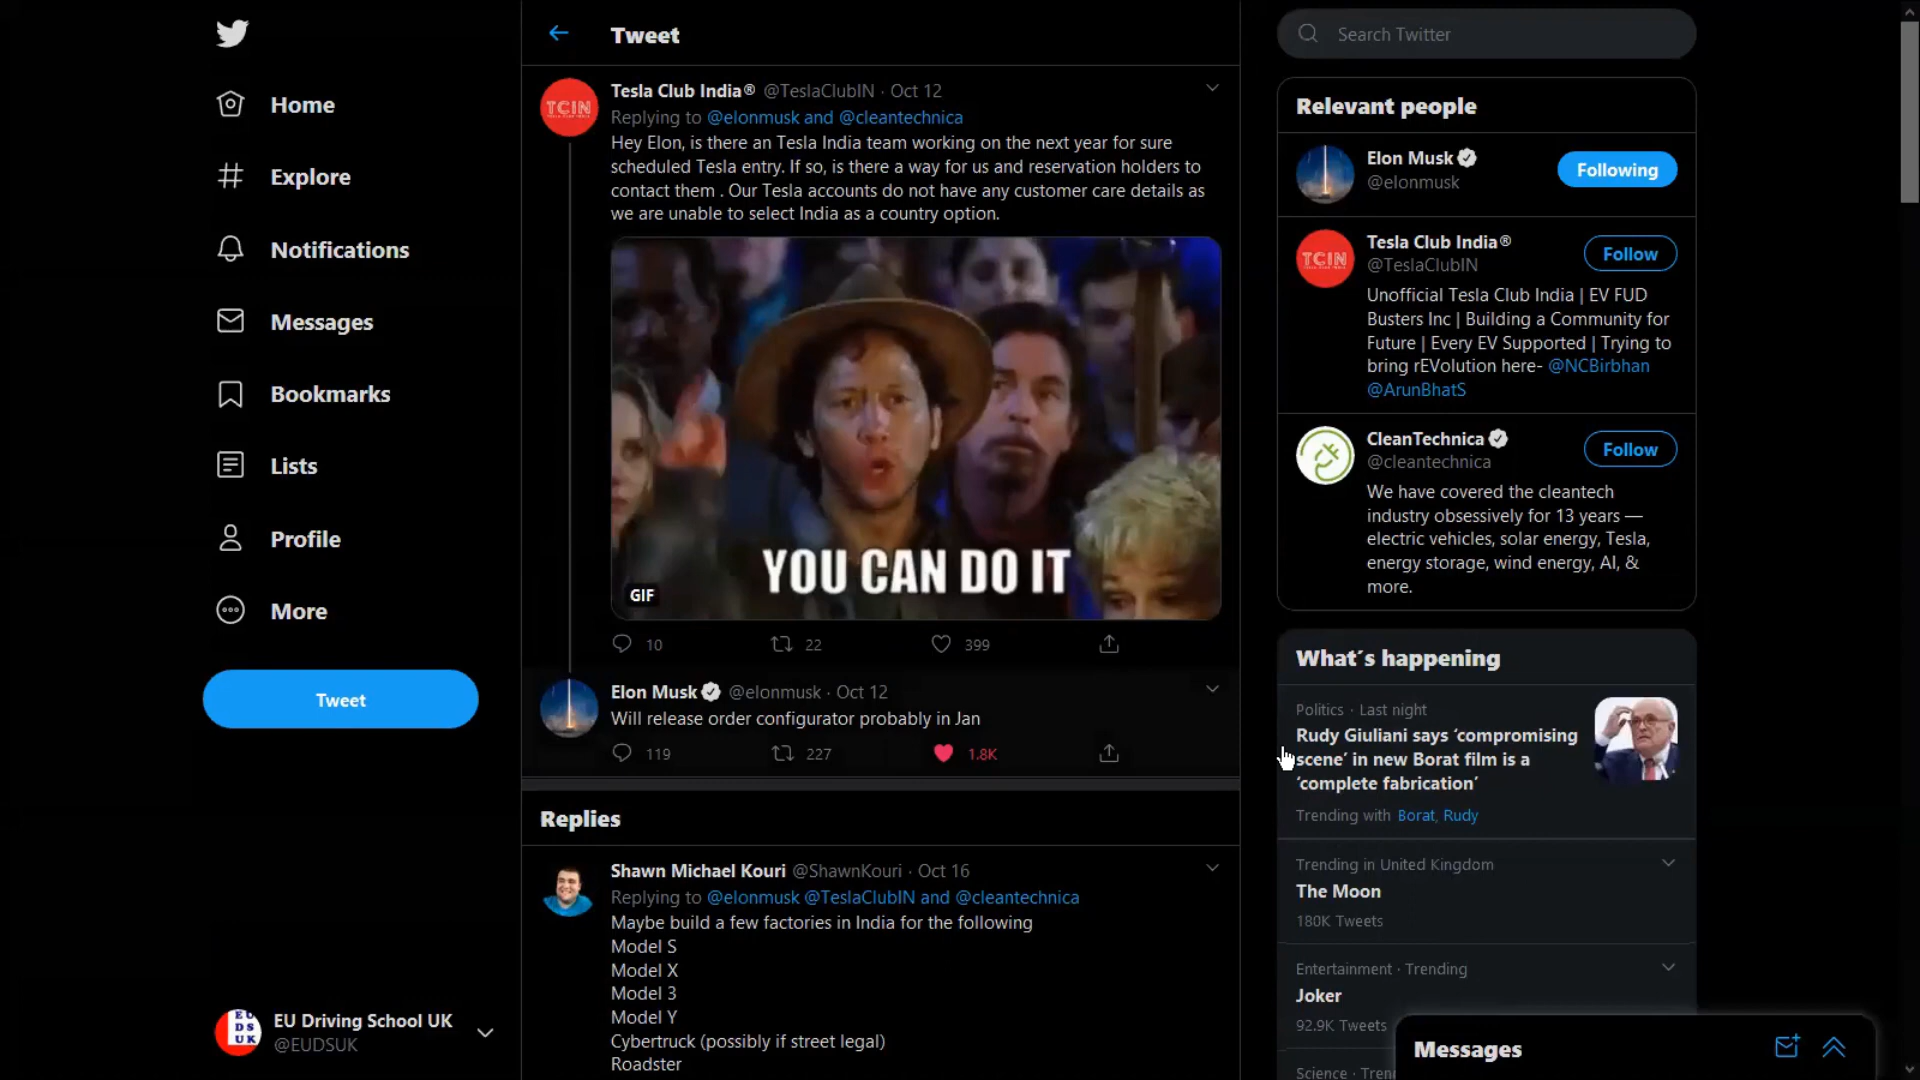 Home
Explore
Notifications
Messages
Bookmarks
Lists
Profile
More
Tweet
EU Driving School UK
@EUDSUK
EU
DS
UK
Tweet
TCIN
Tesla Club India® @TeslaClubIN · Oct 12
Replying to @elonmusk and @cleantechnica
Hey Elon, is there an Tesla India team working on the next year for sure
scheduled Tesla entry. If so, is there a way for us and reservation holders to
contact them . Our Tesla accounts do not have any customer care details as
we are unable to select India as a country option.
YOU CAN DO IT
GIF
10 22 399
Elon Musk @elonmusk · Oct 12
Will release order configurator probably in Jan
119 227 1.8K
Replies
Shawn Michael Kouri @ShawnKouri · Oct 16
Replying to @elonmusk @TeslaClubIN and @cleantechnica
Maybe build a few factories in India for the following
Model S
Model X
Model 3
Model Y
Cybertruck (possibly if street legal)
Roadster
Search Twitter
Relevant people
Elon Musk
@elonmusk
Following
TCIN
Tesla Club India®
@TeslaClubIN
Follow
Unofficial Tesla Club India | EV FUD
Busters Inc | Building a Community for
Future | Every EV Supported | Trying to
bring rEVolution here- @NCBirbhan
@ArunBhatS
CleanTechnica
@cleantechnica
Follow
We have covered the cleantech
industry obsessively for 13 years —
electric vehicles, solar energy, Tesla,
energy storage, wind energy, AI, &
more.
What´s happening
Politics · Last night
Rudy Giuliani says ‘compromising
scene’ in new Borat film is a
‘complete fabrication’
Trending with Borat, Rudy
Trending in United Kingdom
The Moon
180K Tweets
Entertainment · Trending
Joker
92.9K Tweets
Science · Tren
Messages